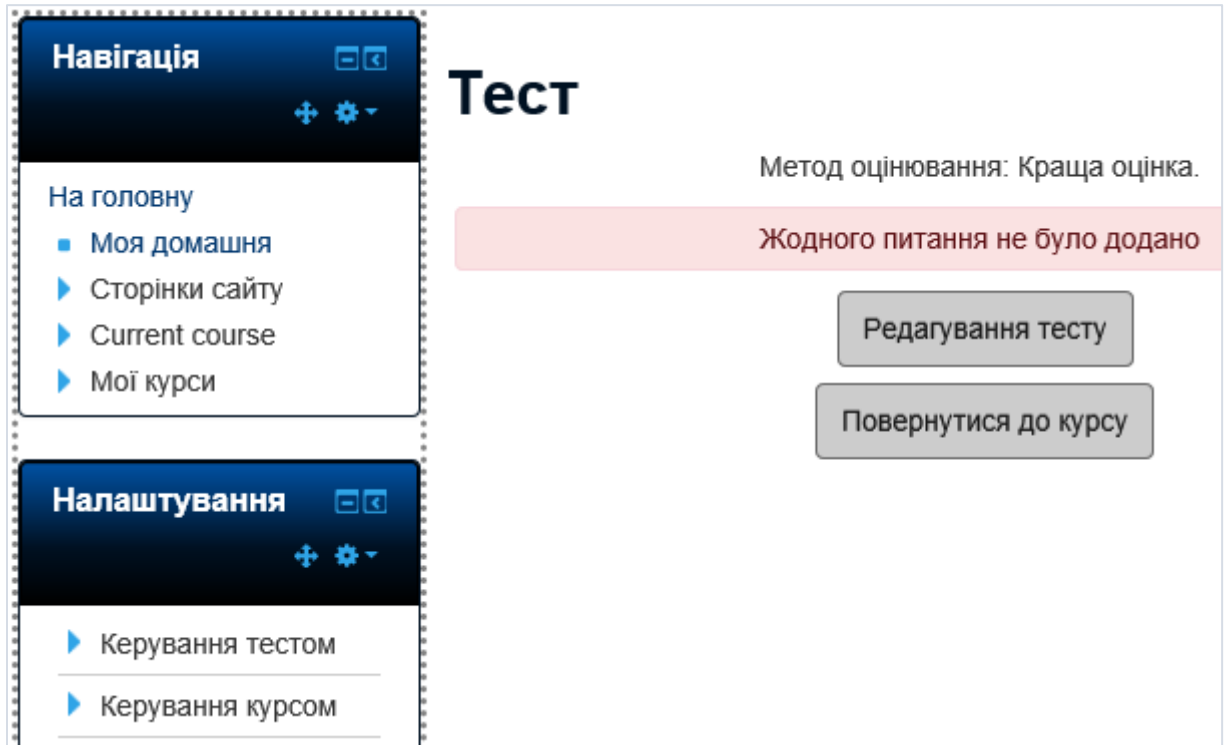 Навігація
На головну
Моя домашня
Сторінки сайту
Current course
Мої курси
Налаштування
Керування тестом
Керування курсом
Тест
Метод оцінювання: Краща оцінка.
Жодного питання не було додано
Редагування тесту
Повернутися до курсу